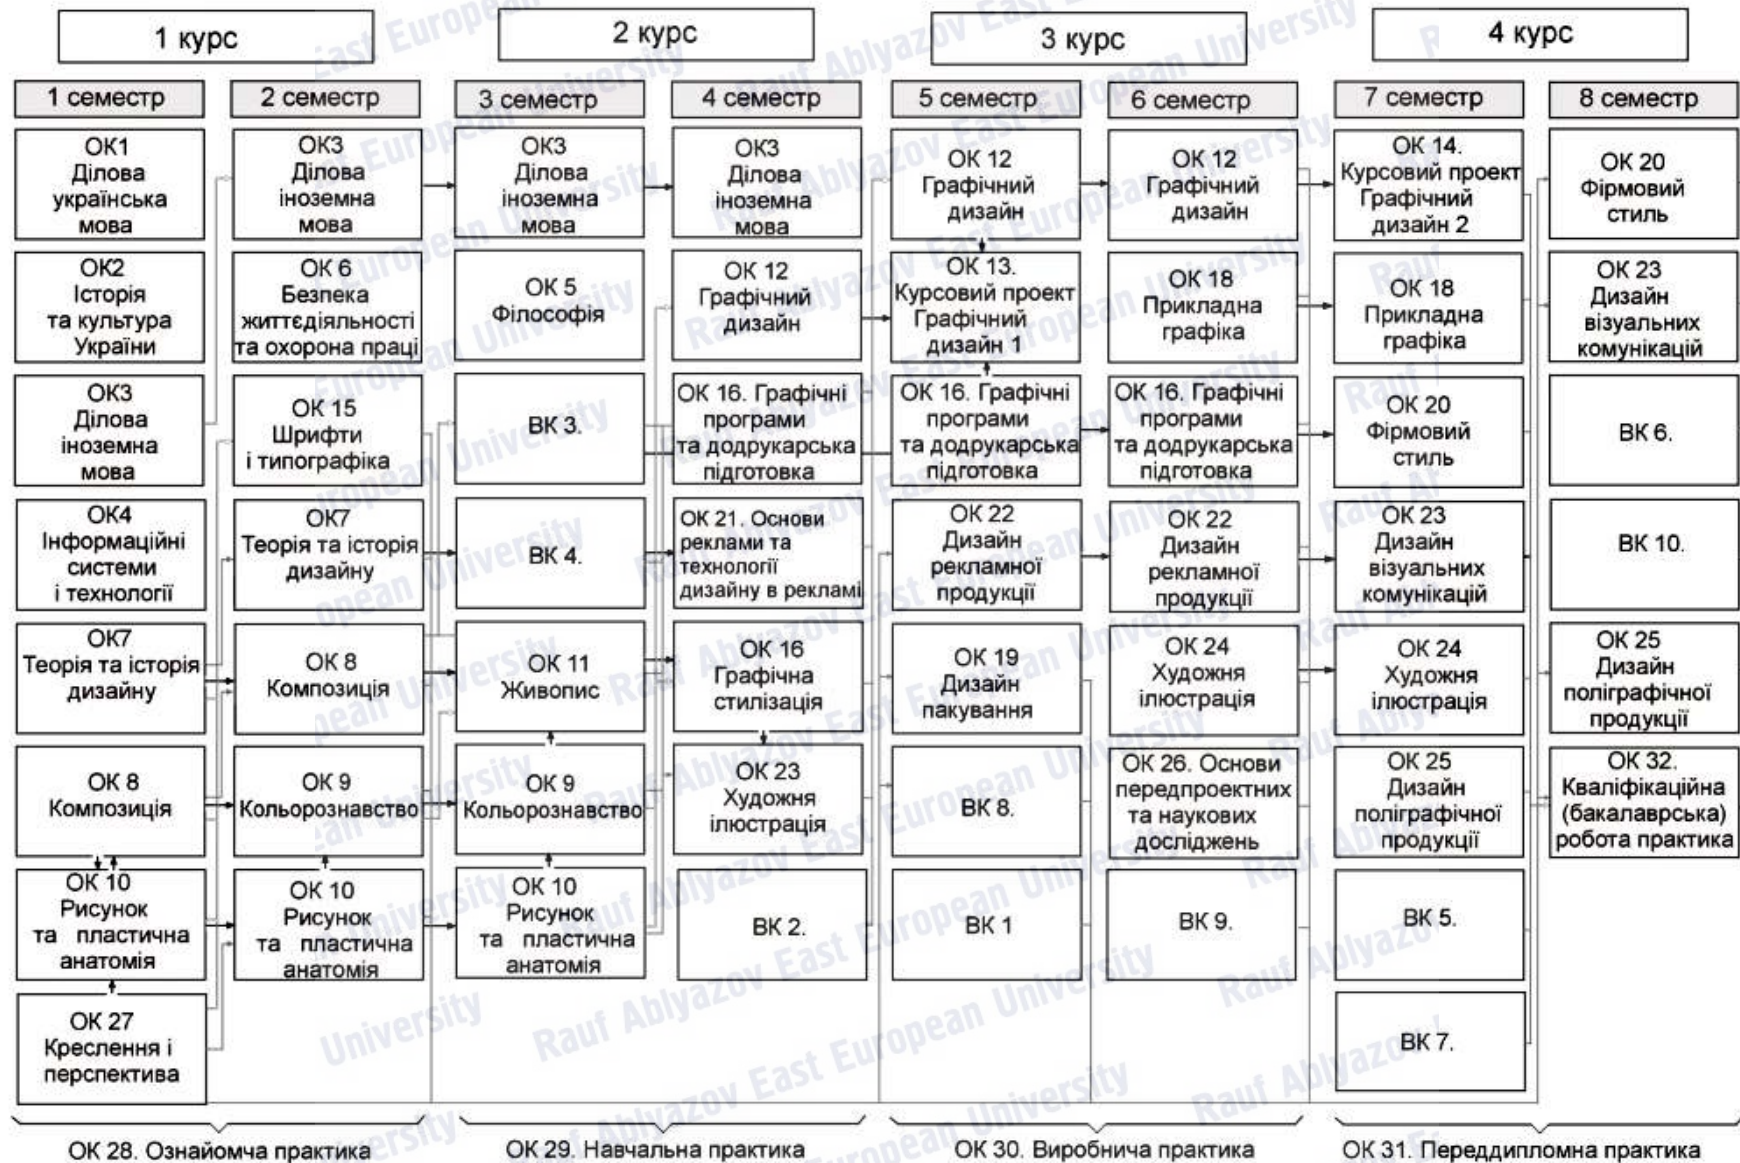 1 курс
2 курс
3 курс
4 курс
1 семестр
2 семестр
3 семестр
4 семестр
5 семестр
6 семестр
7 семестр
8 семестр
ОК1
Ділова
українська
мова
ОК2
Історія
та культура
України
ОК3
Ділова
іноземна
мова
ОК4
Інформаційні
системи
і технології
ОК7
Теорія та історія
дизайну
ОК 8
Композиція
ОК 10
Рисунок
та пластична
анатомія
ОК 27
Креслення і
перспектива
ОК3
Ділова
іноземна
мова
ОК 6
Безпека
життєдіяльності
та охорона праці
ОК 15
Шрифти
і типографіка
ОК7
Теорія та історія
дизайну
ОК 8
Композиція
ОК 9
Кольорознавство
ОК 10
Рисунок
та пластична
анатомія
ОК3
Ділова
іноземна
мова
ОК 5
Філософія
ВК 3.
ВК 4.
ОК 11
Живопис
ОК 9
Кольорознавство
ОК 10
Рисунок
та пластична
анатомія
ОК3
Ділова
іноземна
мова
ОК 12
Графічний
дизайн
ОК 16. Графічні
програми
та додрукарська
підготовка
ОК 21. Основи
реклами та
технології
дизайну в рекламі
ОК 16
Графічна
стилізація
ОК 23
Художня
ілюстрація
ВК 2.
ОК 12
Графічний
дизайн
ОК 13.
Курсовий проект
Графічний
дизайн 1
ОК 16. Графічні
програми
та додрукарська
підготовка
ОК 22
Дизайн
рекламної
продукції
ОК 19
Дизайн
пакування
ВК 8.
ВК 1
ОК 12
Графічний
дизайн
ОК 18
Прикладна
графіка
ОК 16. Графічні
програми
та додрукарська
підготовка
ОК 22
Дизайн
рекламної
продукції
ОК 24
Художня
ілюстрація
ОК 26. Основи
передпроектних
та наукових
досліджень
ВК 9.
ОК 14.
Курсовий проект
Графічний
дизайн 2
ОК 18
Прикладна
графіка
ОК 20
Фірмовий
стиль
ОК 23
Дизайн
візуальних
комунікацій
ОК 24
Художня
ілюстрація
ОК 25
Дизайн
поліграфічної
продукції
ВК 5.
ВК 7.
ОК 20
Фірмовий
стиль
ОК 23
Дизайн
візуальних
комунікацій
ВК 6.
ВК 10.
ОК 25
Дизайн
поліграфічної
продукції
ОК 32.
Кваліфікаційна
(бакалаврська)
робота практика
ОК 28. Ознайомча практика
ОК 29. Навчальна практика
ОК 30. Виробнича практика
ОК 31. Переддипломна практика
Rauf Ablyazov East European University